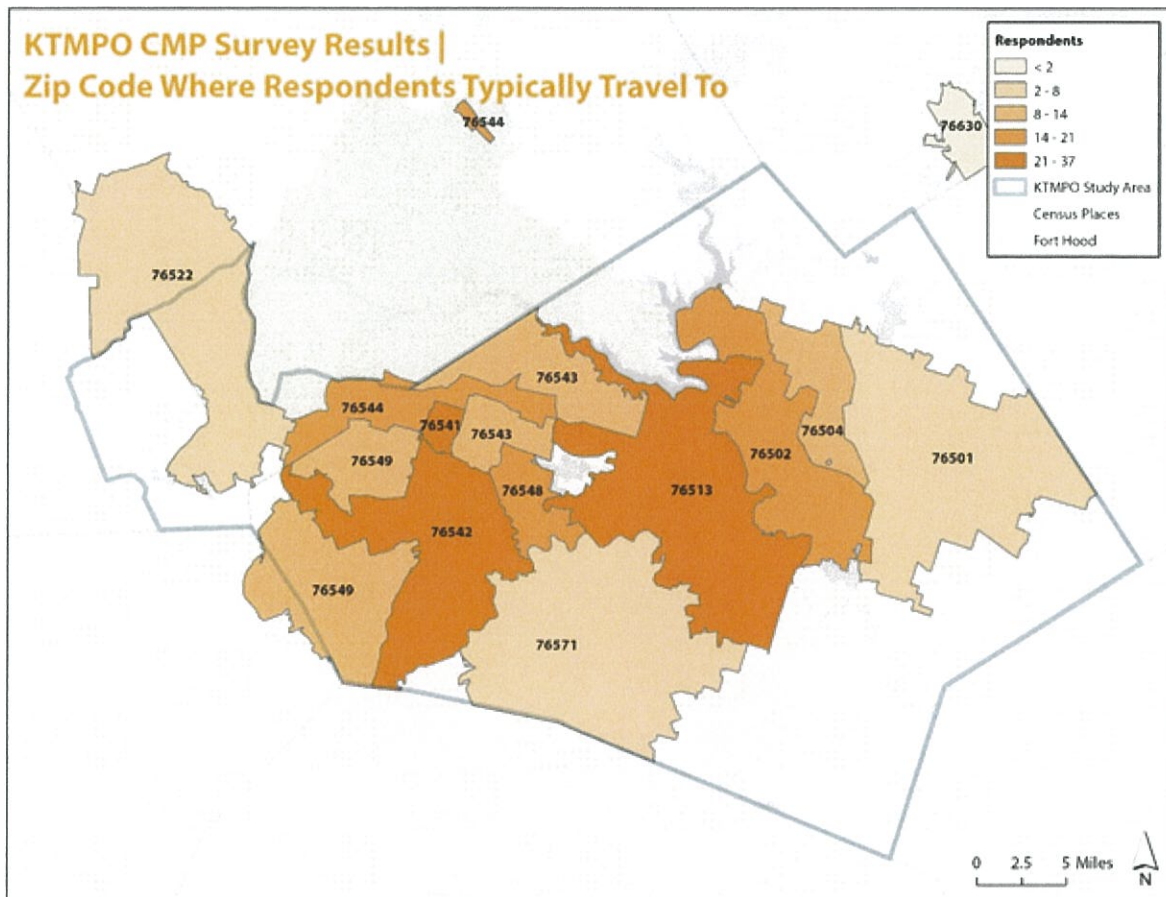 KTMPO CMP Survey Results |
Zip Code Where Respondents Typically Travel To
Respondents
< 2
2 - 8
8 - 14
14 - 21
21 - 37
KTMPO Study Area
Census Places
Fort Hood
76544
76630
76522
76543
76544
76541
76543
76504
76549
76502
76501
76548
76513
76542
76549
76571
0 2.5 5 Miles
N